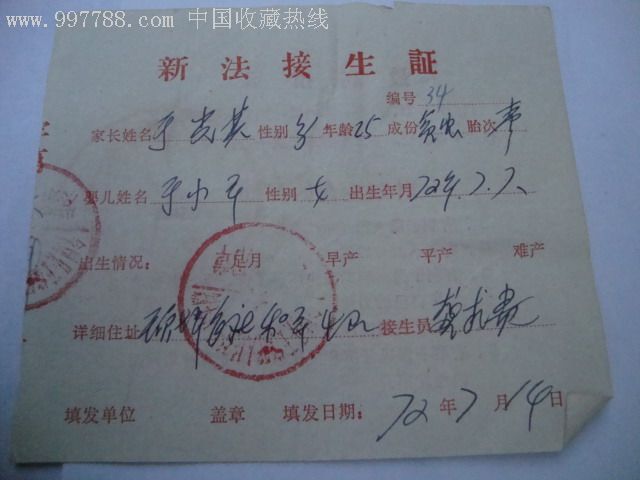 www.997788.com 中国收藏热线
新法接生証
编号 34
家长姓名 于 性别 年龄 25 成份 贫农 胎次
婴儿姓名 于小平 性别 女 出生年月 72年.7.7.
出生情况： 足月 早产 平产 难产
详细住址 接生员
填发单位 盖章 填发日期： 72年7月14日